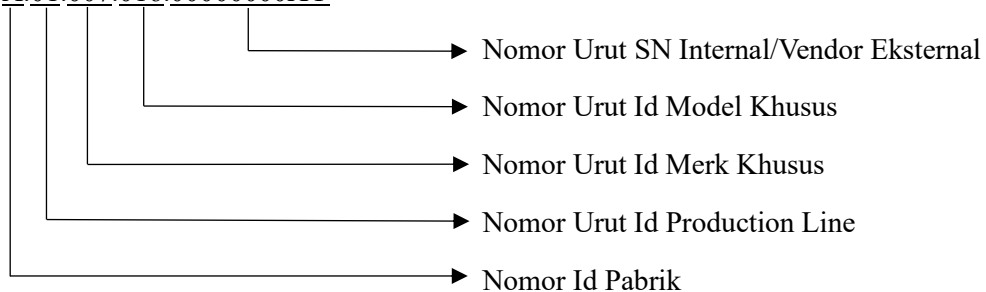 Nomor Urut SN Internal/Vendor Eksternal
Nomor Urut Id Model Khusus
Nomor Urut Id Merk Khusus
Nomor Urut Id Production Line
Nomor Id Pabrik